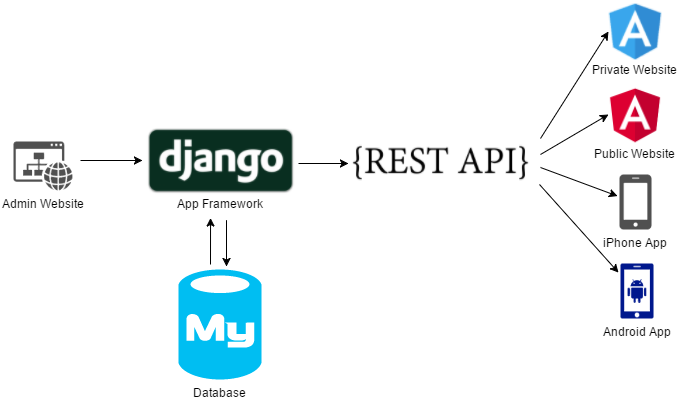 Admin Website
django
App Framework
My
Database
{REST API}
A
Private Website
A
Public Website
iPhone App
Android App